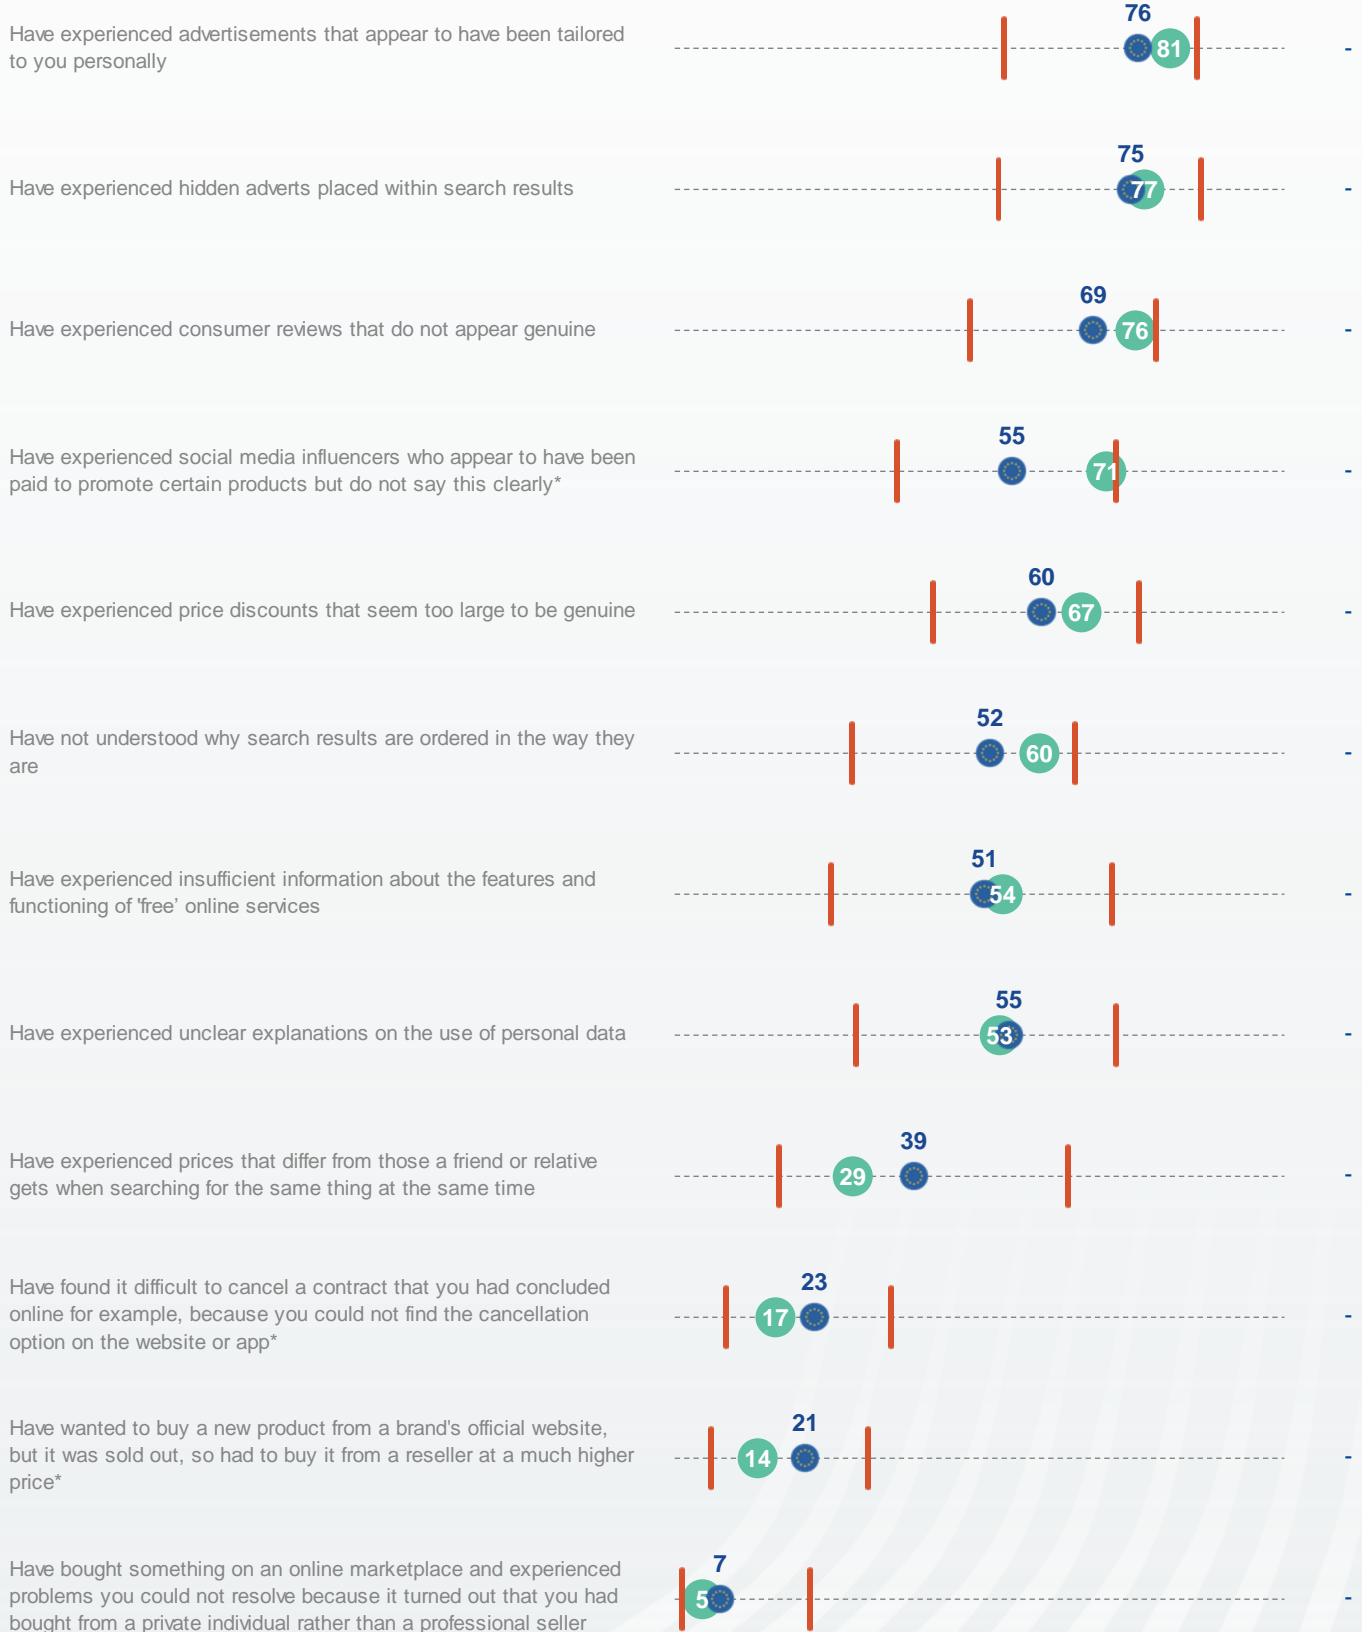 76
Have experienced advertisements that appear to have been tailored
to you personally
81
-
75
Have experienced hidden adverts placed within search results
77
-
69
Have experienced consumer reviews that do not appear genuine
76
-
55
Have experienced social media influencers who appear to have been
paid to promote certain products but do not say this clearly*
71
-
60
Have experienced price discounts that seem too large to be genuine
67
-
52
Have not understood why search results are ordered in the way they
are
60
-
51
Have experienced insufficient information about the features and
functioning of 'free’ online services
54
-
55
Have experienced unclear explanations on the use of personal data
53
-
39
Have experienced prices that differ from those a friend or relative
gets when searching for the same thing at the same time
29
-
23
Have found it difficult to cancel a contract that you had concluded
online for example, because you could not find the cancellation
option on the website or app*
17
-
21
Have wanted to buy a new product from a brand's official website,
but it was sold out, so had to buy it from a reseller at a much higher
price*
14
-
7
Have bought something on an online marketplace and experienced
problems you could not resolve because it turned out that you had
bought from a private individual rather than a professional seller
5
-